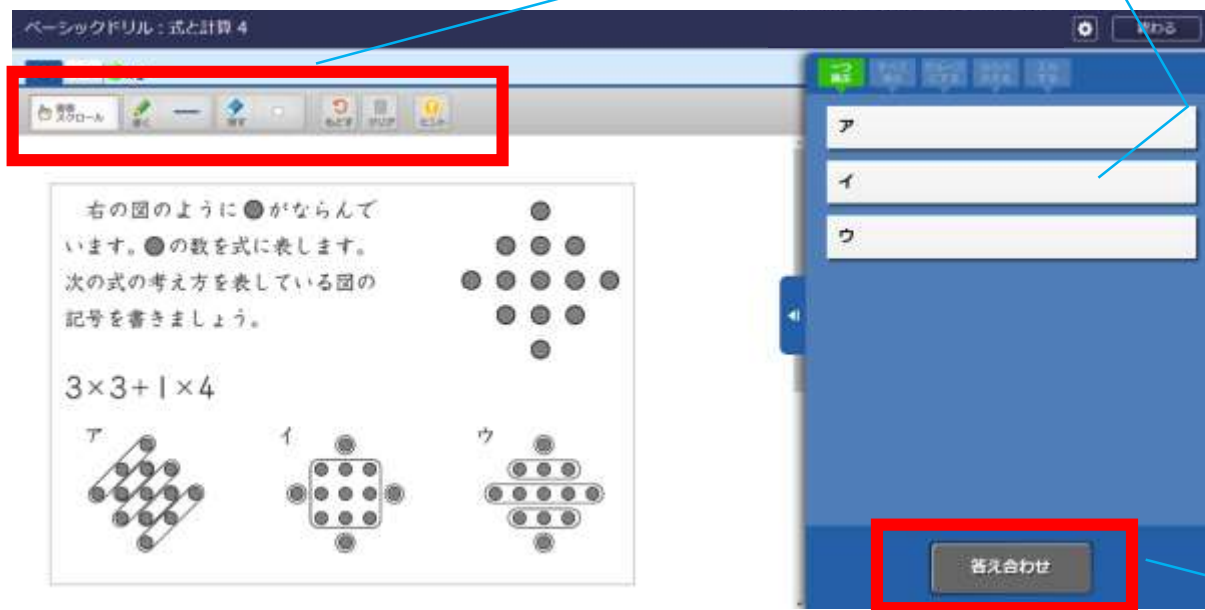 ベーシックドリル：式と計算 4
終わる
スクロール
書く
消す
もどす
クリア
ヒント
一つ
選ぶ
ア
イ
ウ
右の図のように●がならんで
います。●の数を式に表します。
次の式の考え方を表している図の
記号を書きましょう。
3×3+1×4
ア イ ウ
答え合わせ